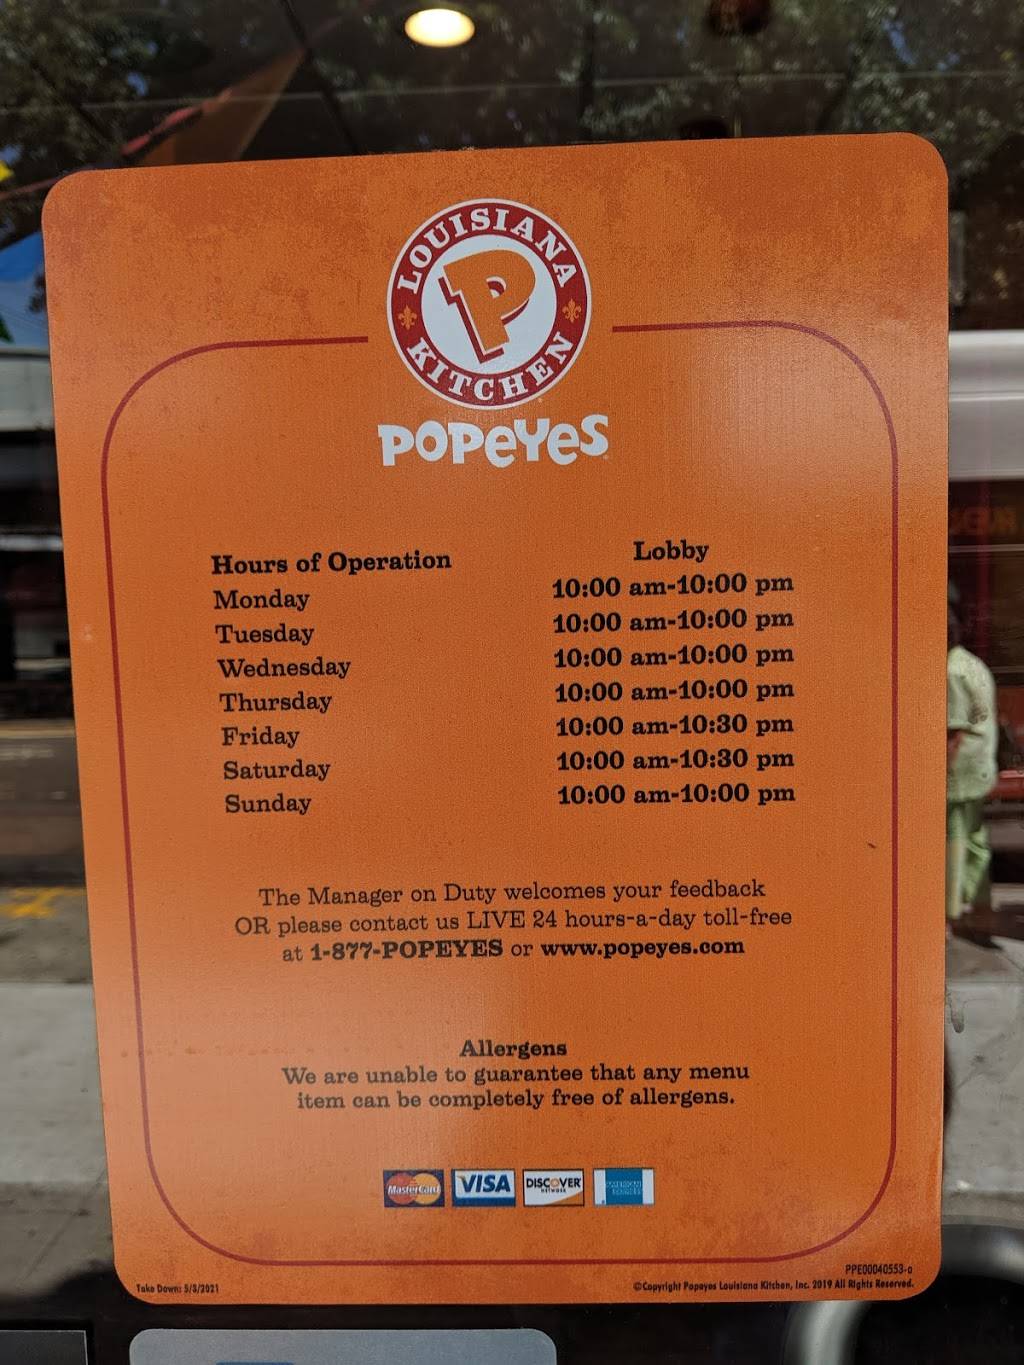 LOUISIANA
P
KITCHEN
POPeYeS
Hours of Operation Lobby
Monday 10:00 am-10:00 pm
Tuesday 10:00 am-10:00 pm
Wednesday 10:00 am-10:00 pm
Thursday 10:00 am-10:00 pm
Friday 10:00 am-10:30 pm
Saturday 10:00 am-10:30 pm
Sunday 10:00 am-10:00 pm
The Manager on Duty welcomes your feedback
OR please contact us LIVE 24 hours-a-day toll-free
at 1-877-POPEYES or www.popeyes.com
Allergens
We are unable to guarantee that any menu
item can be completely free of allergens.
MasterCard VISA DISCOVER NETWORK AMERICAN EXPRESS
PPE00040553-a
Take Down: 5/3/2021 ©Copyright Popeyes Louisiana Kitchen, Inc. 2019 All Rights Reserved.